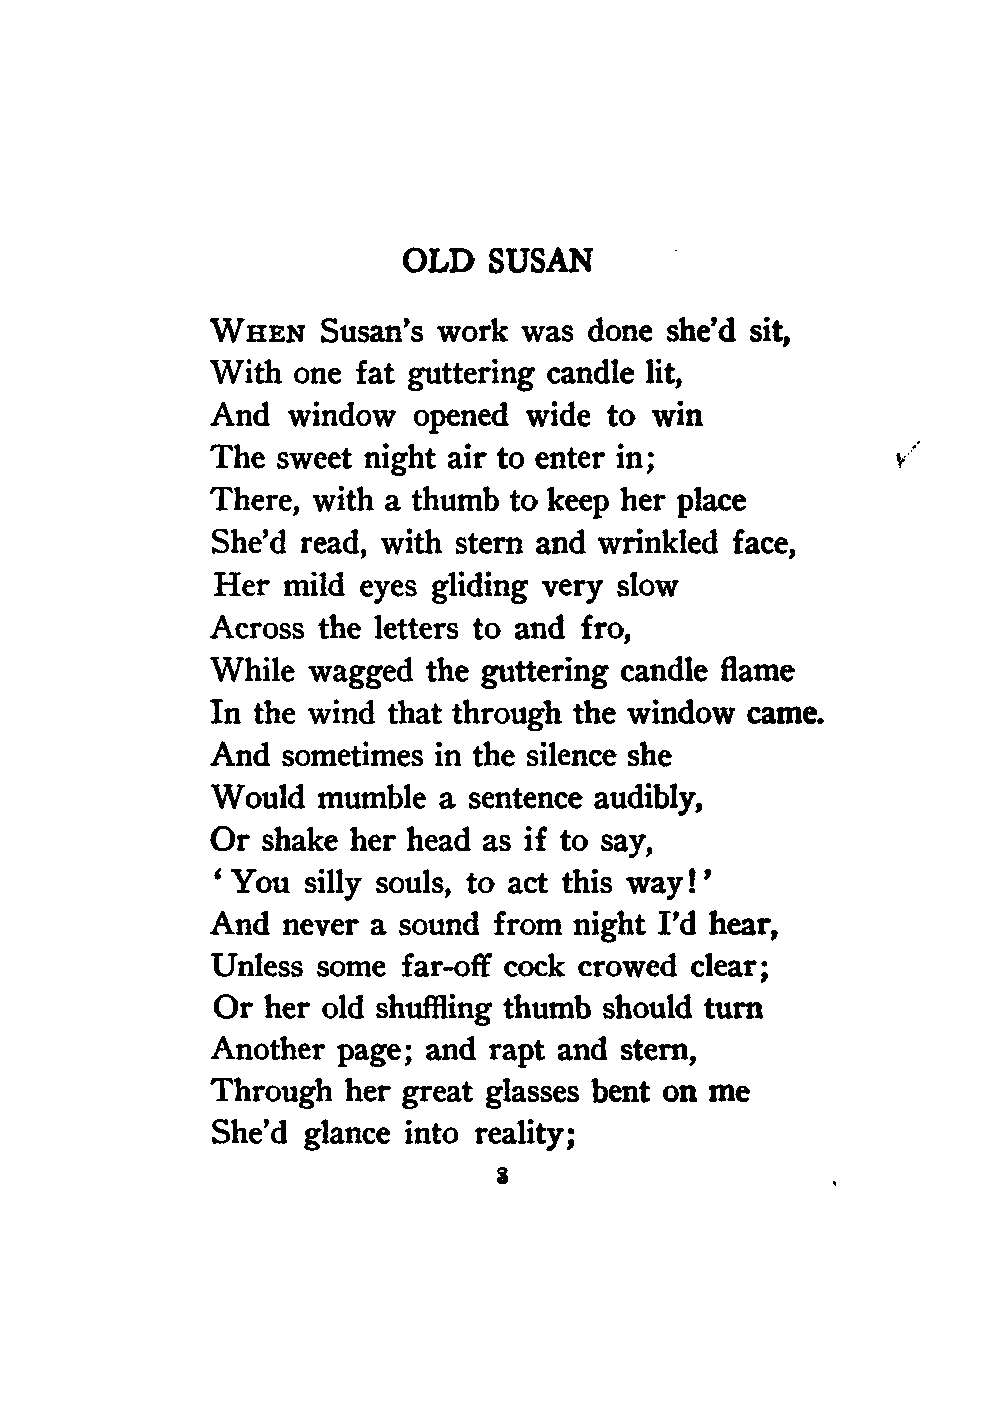 OLD SUSAN
WHEN Susan's work was done she'd sit,
With one fat guttering candle lit,
And window opened wide to win
The sweet night air to enter in;
There, with a thumb to keep her place
She'd read, with stern and wrinkled face,
Her mild eyes gliding very slow
Across the letters to and fro,
While wagged the guttering candle flame
In the wind that through the window came.
And sometimes in the silence she
Would mumble a sentence audibly,
Or shake her head as if to say,
‘You silly souls, to act this way!’
And never a sound from night I'd hear,
Unless some far-off cock crowed clear;
Or her old shuffling thumb should turn
Another page; and rapt and stern,
Through her great glasses bent on me
She'd glance into reality;
3